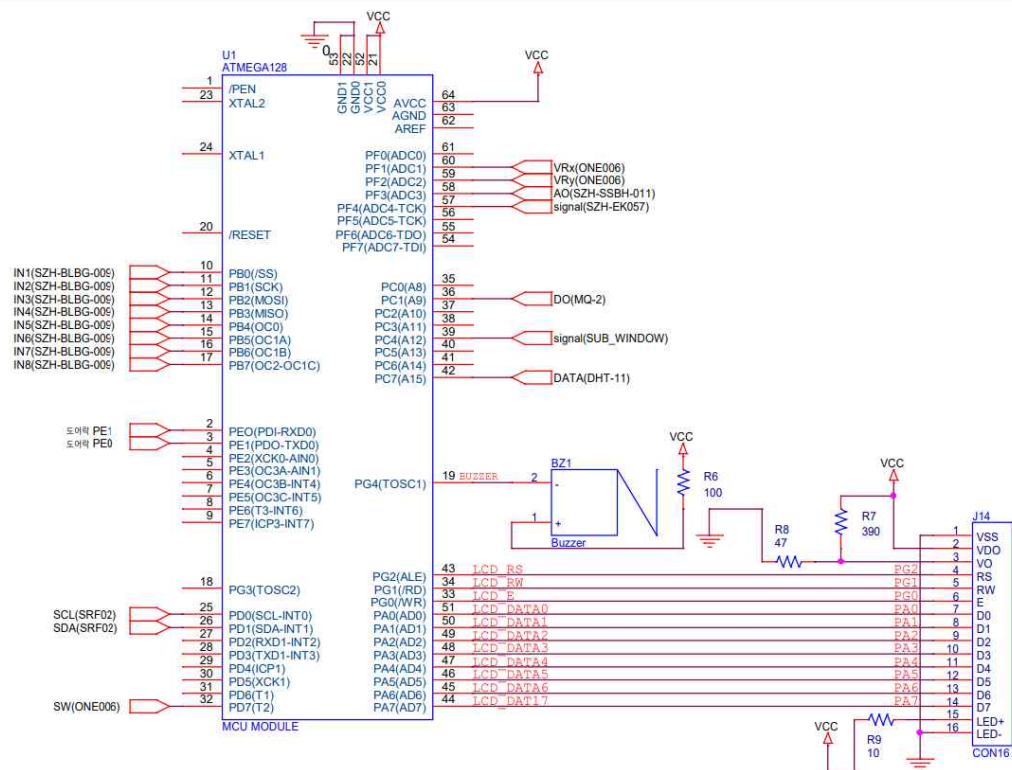 VCC
0
53
22
52
21
U1
ATMEGA128
GND1
GND0
VCC1
VCC0
VCC
1 /PEN
23 XTAL2
24 XTAL1
20 /RESET
IN1(SZH-BLBG-009) 10 PB0(/SS)
IN2(SZH-BLBG-009) 11 PB1(SCK)
IN3(SZH-BLBG-009) 12 PB2(MOSI)
IN4(SZH-BLBG-009) 13 PB3(MISO)
IN5(SZH-BLBG-009) 14 PB4(OC0)
IN6(SZH-BLBG-009) 15 PB5(OC1A)
IN7(SZH-BLBG-009) 16 PB6(OC1B)
IN8(SZH-BLBG-009) 17 PB7(OC2-OC1C)
도어락 PE1 2 PEO(PDI-RXD0)
도어락 PE0 3 PE1(PDO-TXD0)
4 PE2(XCK0-AIN0)
5 PE3(OC3A-AIN1)
6 PE4(OC3B-INT4)
7 PE5(OC3C-INT5)
8 PE6(T3-INT6)
9 PE7(ICP3-INT7)
18 PG3(TOSC2)
SCL(SRF02) 25 PD0(SCL-INT0)
SDA(SRF02) 26 PD1(SDA-INT1)
27 PD2(RXD1-INT2)
28 PD3(TXD1-INT3)
29 PD4(ICP1)
30 PD5(XCK1)
31 PD6(T1)
SW(ONE006) 32 PD7(T2)
MCU MODULE
AVCC 64
AGND 63
AREF 62
PF0(ADC0) 61
PF1(ADC1) 60 VRx(ONE006)
PF2(ADC2) 59 VRy(ONE006)
PF3(ADC3) 58 AO(SZH-SSBH-011)
PF4(ADC4-TCK) 57 signal(SZH-EK057)
PF5(ADC5-TCK) 56
PF6(ADC6-TDO) 55
PF7(ADC7-TDI) 54
PC0(A8) 35
PC1(A9) 36 DO(MQ-2)
PC2(A10) 37
PC3(A11) 38
PC4(A12) 39 signal(SUB_WINDOW)
PC5(A13) 40
PC6(A14) 41
PC7(A15) 42 DATA(DHT-11)
PG4(TOSC1) 19 BUZZER
2
-
1
+
BZ1
Buzzer
VCC
R6
100
R8
47
VCC
R7
390
PG2(ALE) 43 LCD_RS PG2 4 RS
PG1(/RD) 34 LCD_RW PG1 5 RW
PG0(/WR) 33 LCD_E PG0 6 E
PA0(AD0) 51 LCD_DATA0 PA0 7 D0
PA1(AD1) 50 LCD_DATA1 PA1 8 D1
PA2(AD2) 49 LCD_DATA2 PA2 9 D2
PA3(AD3) 48 LCD_DATA3 PA3 10 D3
PA4(AD4) 47 LCD_DATA4 PA4 11 D4
PA5(AD5) 46 LCD_DATA5 PA5 12 D5
PA6(AD6) 45 LCD_DATA6 PA6 13 D6
PA7(AD7) 44 LCD_DAT17 PA7 14 D7
J14
1 VSS
2 VDO
3 VO
15 LED+
16 LED-
CON16
VCC
R9
10